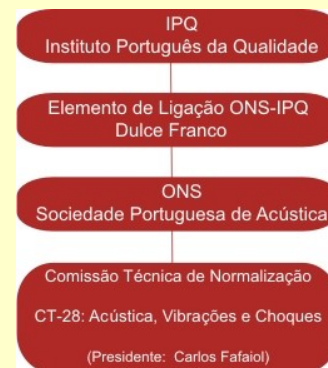 IPQ
Instituto Português da Qualidade
Elemento de Ligação ONS-IPQ
Dulce Franco
ONS
Sociedade Portuguesa de Acústica
Comissão Técnica de Normalização
CT-28: Acústica, Vibrações e Choques
(Presidente: Carlos Fafaiol)